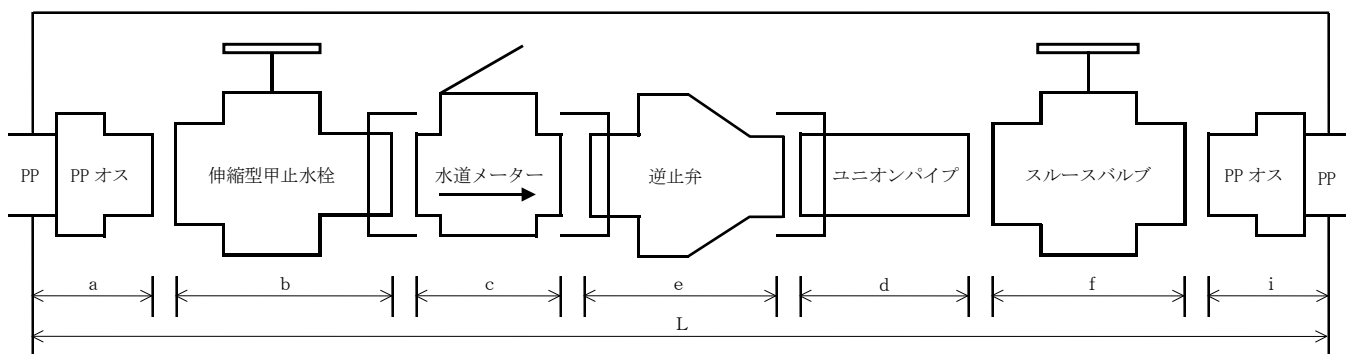 PP
PP オス
伸縮型甲止水栓
水道メーター
逆止弁
ユニオンパイプ
スルースバルブ
PP オス
PP
a
b
c
e
d
f
i
L